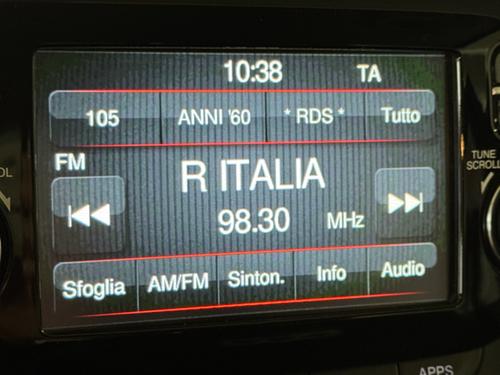 10:38 TA
105 ANNI '60 * RDS * Tutto
FM
R ITALIA
98.30 MHz
Sfoglia AM/FM Sinton. Info Audio
TUNE
SCROLL
APPS